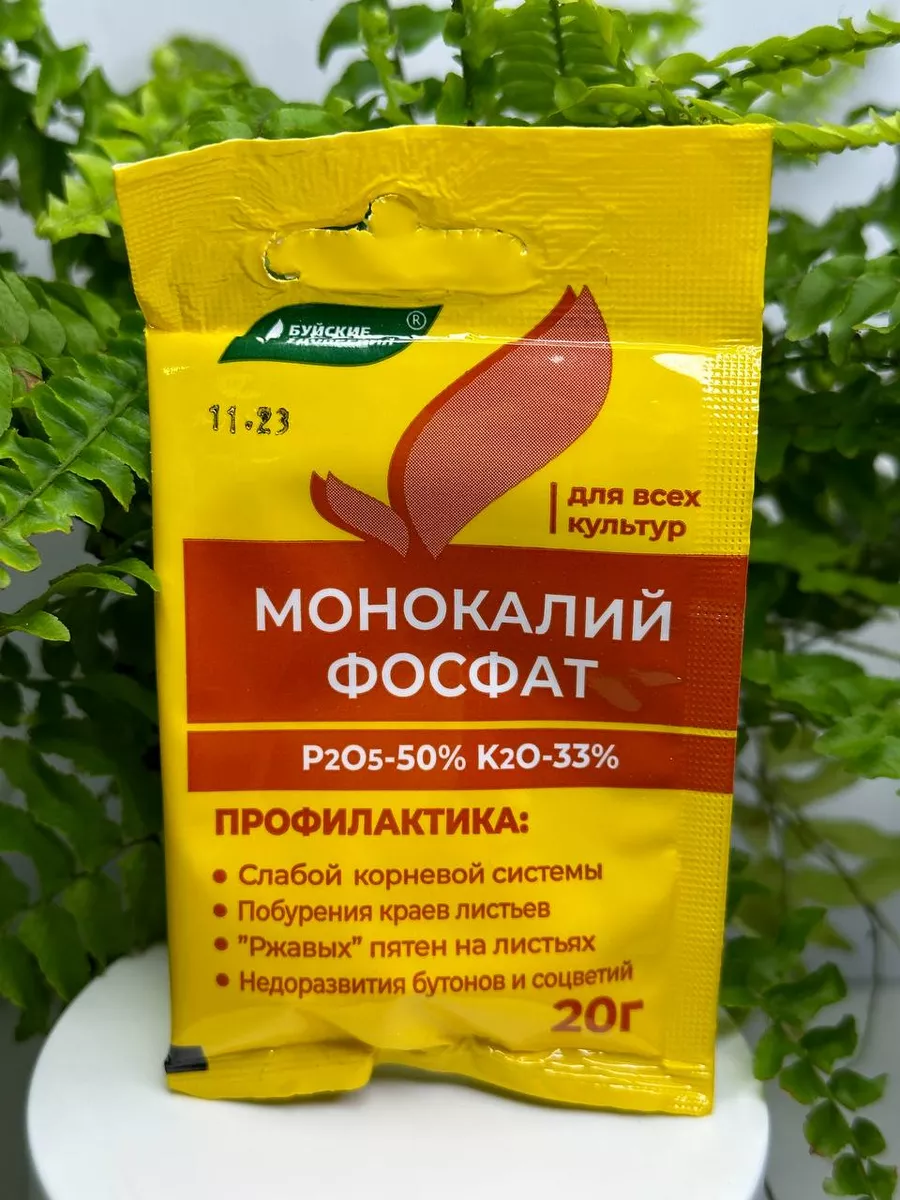 БУЙСКИЕ
®
11.23
для всех
культур
МОНОКАЛИЙ
ФОСФАТ
P2O5-50% K2O-33%
ПРОФИЛАКТИКА:
• Слабой корневой системы
• Побурения краев листьев
• "Ржавых" пятен на листьях
• Недоразвития бутонов и соцветий
20г